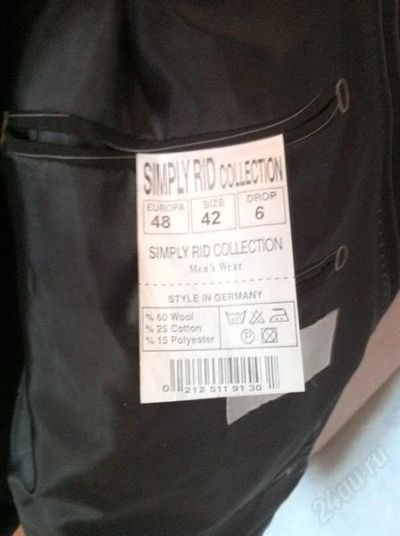 SIMPLY RID COLLECTION
EUROPA SIZE DROP
48 42 6
SIMPLY RID COLLECTION
Men's Wear
STYLE IN GERMANY
% 60 Wool
% 25 Cotton
% 15 Polyester
P
0 212 511 91 30
24au.ru